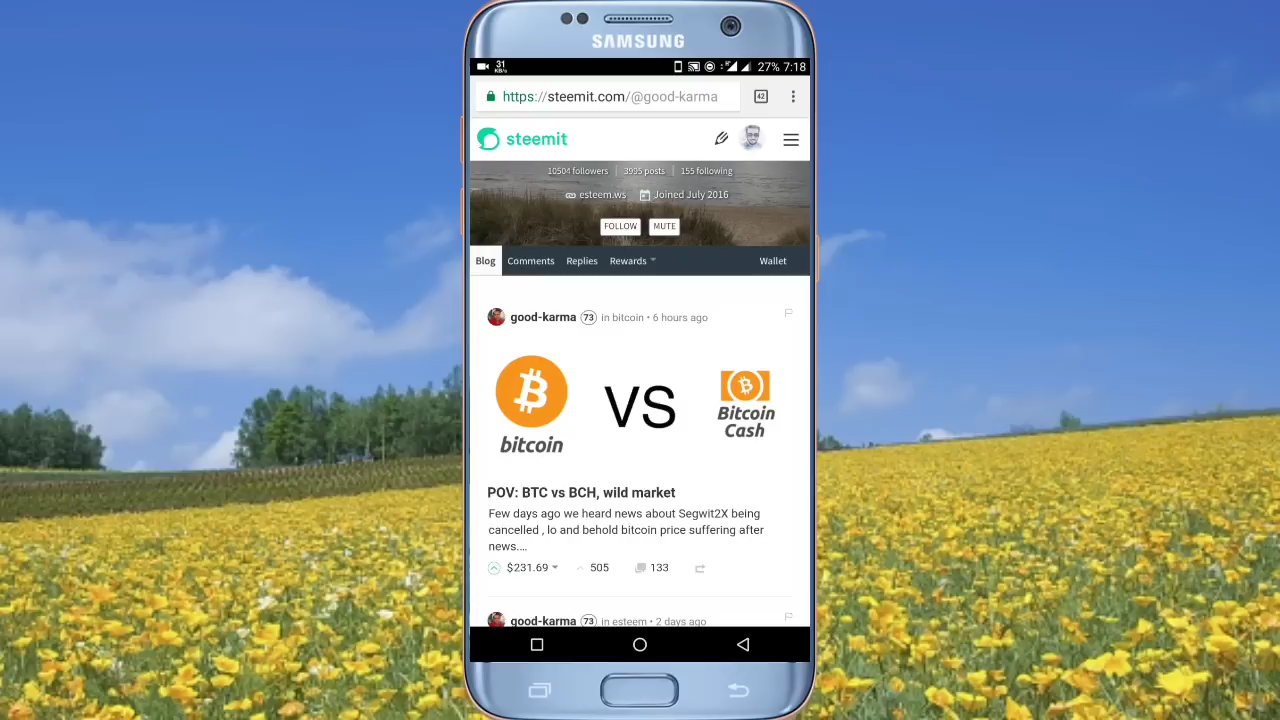 SAMSUNG
31
KB/s
27% 7:18
https://steemit.com/@good-karma
42
steemit
10504 followers 3995 posts 155 following
esteem.ws Joined July 2016
FOLLOW MUTE
Blog Comments Replies Rewards Wallet
good-karma 73 in bitcoin • 6 hours ago
bitcoin
VS
Bitcoin
Cash
POV: BTC vs BCH, wild market
Few days ago we heard news about Segwit2X being
cancelled , lo and behold bitcoin price suffering after
news.…
$231.69 505 133
good-karma 73 in esteem • 2 days ago